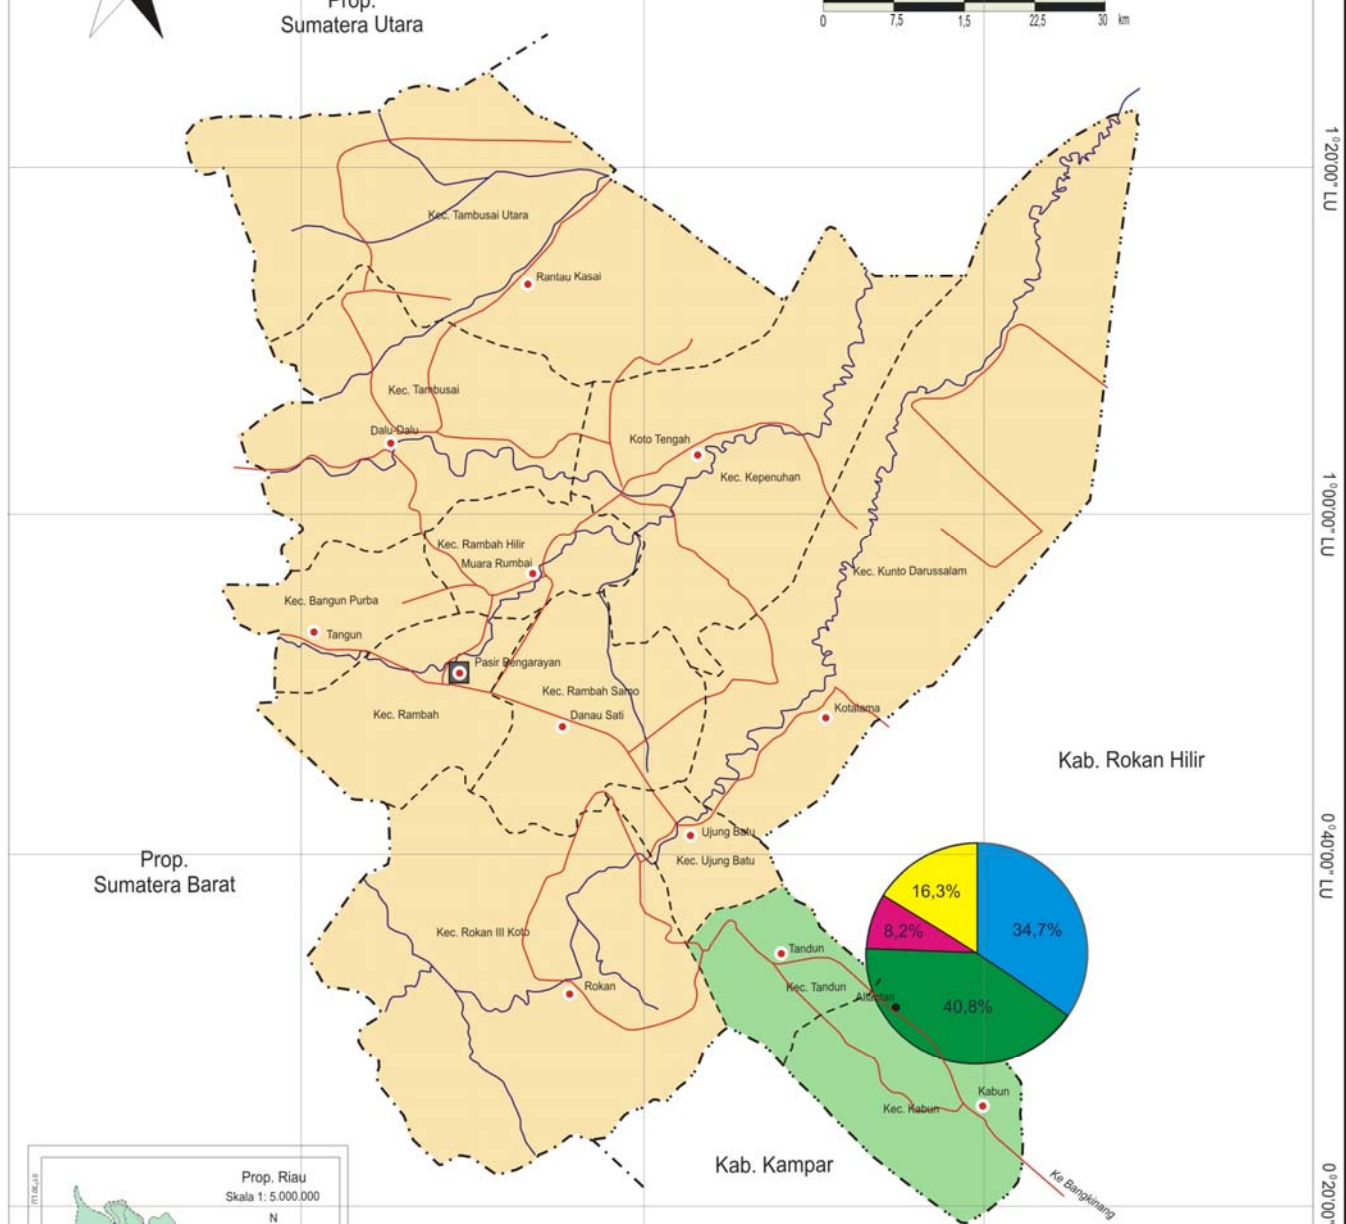 Prop.
Sumatera Utara
0 7,5 1,5 22,5 30 km
1°20'00" LU
Kec. Tambusai Utara
Rantau Kasai
Kec. Tambusai
Dalu-Dalu
Koto Tengah
Kec. Kepenuhan
1°00'00" LU
Kec. Rambah Hilir
Muara Rumbai
Kec. Kunto Darussalam
Kec. Bangun Purba
Tangun
Pasir Pengarayan
Kec. Rambah Samo
Kec. Rambah
Danau Sati
Kotalama
Kab. Rokan Hilir
Ujung Batu
Kec. Ujung Batu
0°40'00" LU
Prop.
Sumatera Barat
16,3%
34,7%
8,2%
40,8%
Kec. Rokan III Koto
Tandun
Rokan
Kec. Tandun
Kabun
Kec. Kabun
Kab. Kampar
Ke Bangkinang
0°20'00"
Prop. Riau
Skala 1: 5.000.000
N